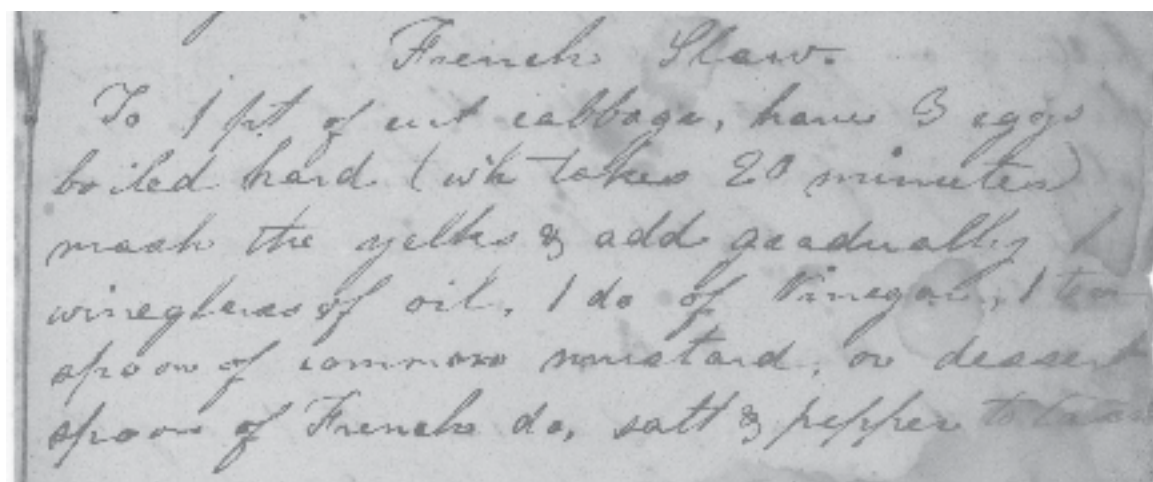 French Slaw.
To 1 pt of cut cabbage, have 3 eggs
boiled hard (wh takes 20 minutes)
mash the yelks & add gradually 1
wineglass of oil, 1 do of Vinegar, 1 tea
spoon of common mustard, or dessert
spoon of French do, salt & pepper to taste